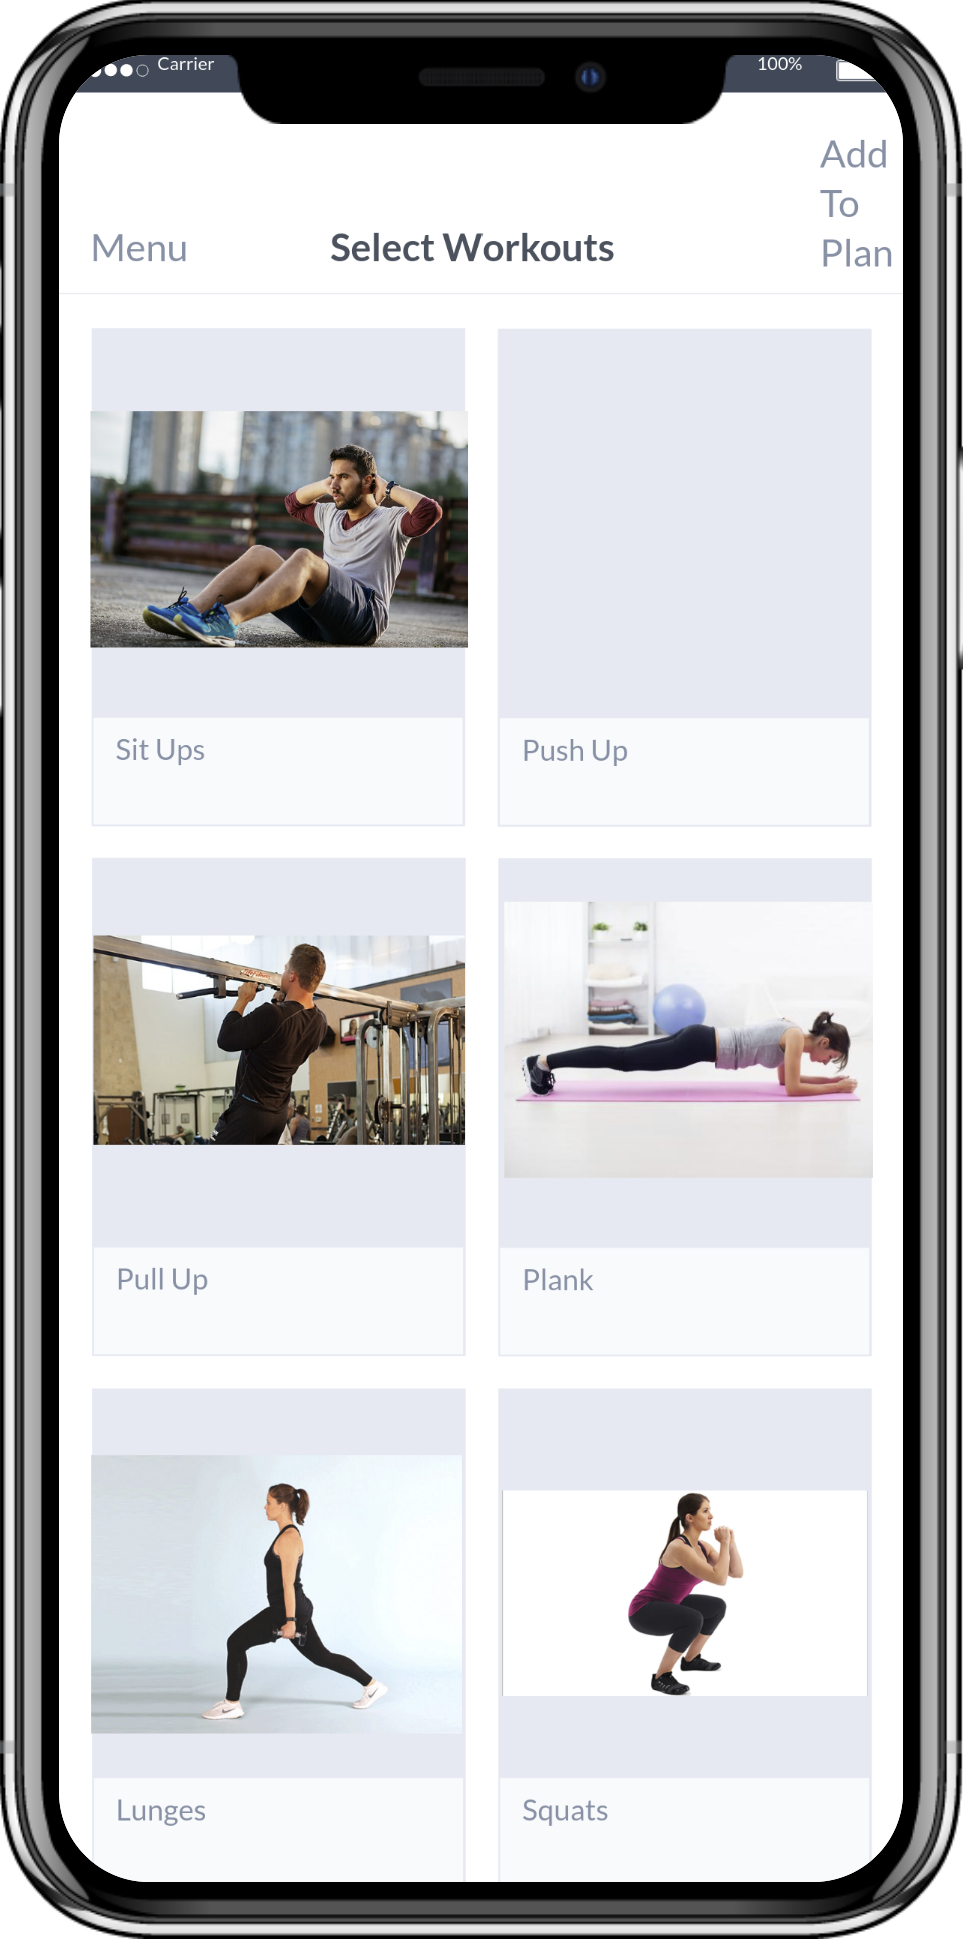 Carrier
100%
Add
To
Plan
Menu
Select Workouts
Sit Ups
Push Up
Pull Up
Plank
Lunges
Squats